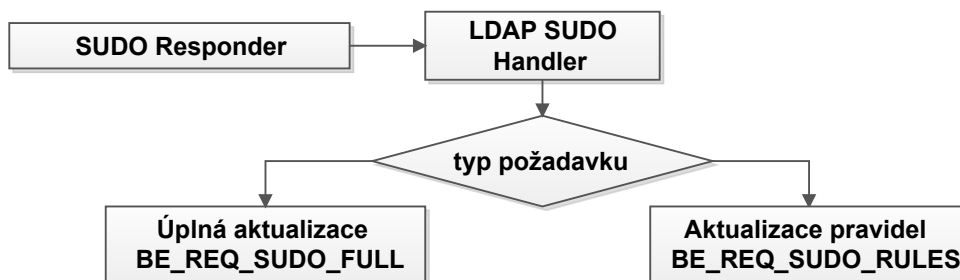 SUDO Responder
LDAP SUDO
Handler
typ požadavku
Úplná aktualizace
BE_REQ_SUDO_FULL
Aktualizace pravidel
BE_REQ_SUDO_RULES